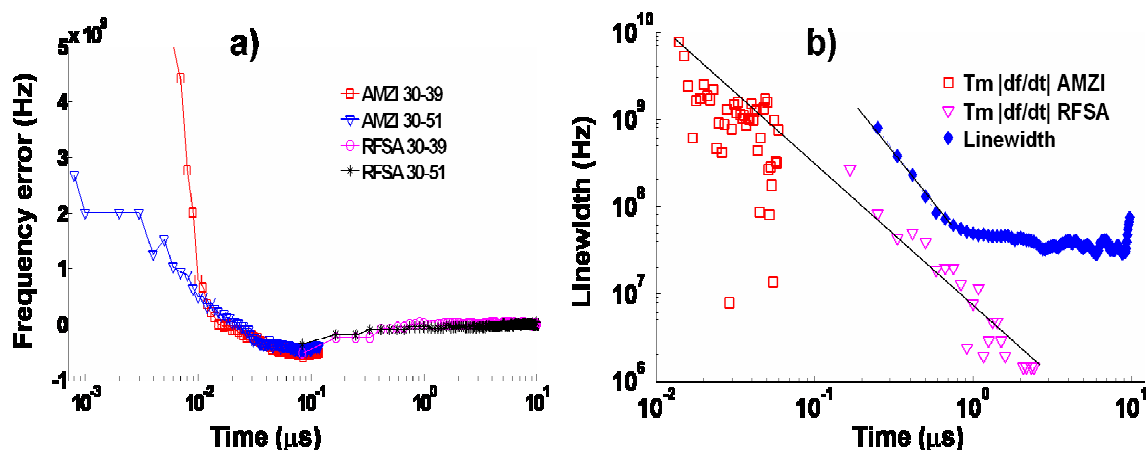 a)
5
4
3
2
1
0
-1
Frequency error (Hz)
AMZI 30-39
AMZI 30-51
RFSA 30-39
RFSA 30-51
10⁻³
10⁻²
10⁻¹
10⁰
10¹
Time (μs)
b)
10¹⁰
10⁹
10⁸
10⁷
10⁶
Linewidth (Hz)
Tm |df/dt| AMZI
Tm |df/dt| RFSA
Linewidth
10⁻²
10⁻¹
10⁰
10¹
Time (μs)